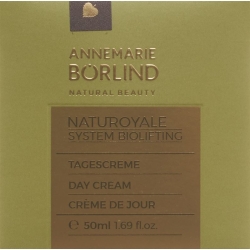 ANNEMARIE
BÖRLIND
NATURAL BEAUTY
NATUROYALE
SYSTEM BIOLIFTING
TAGESCREME
DAY CREAM
CRÈME DE JOUR
e 50ml 1.69 fl.oz.